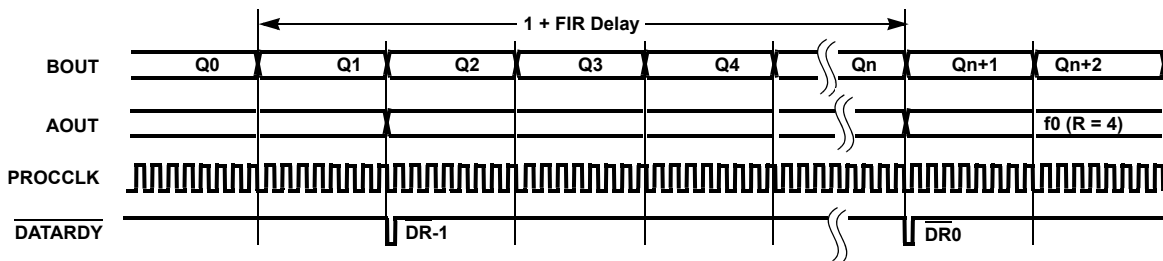 1 + FIR Delay
BOUT Q0 Q1 Q2 Q3 Q4 Qn Qn+1 Qn+2
AOUT f0 (R = 4)
PROCCLK
DATARDY DR-1 DR0